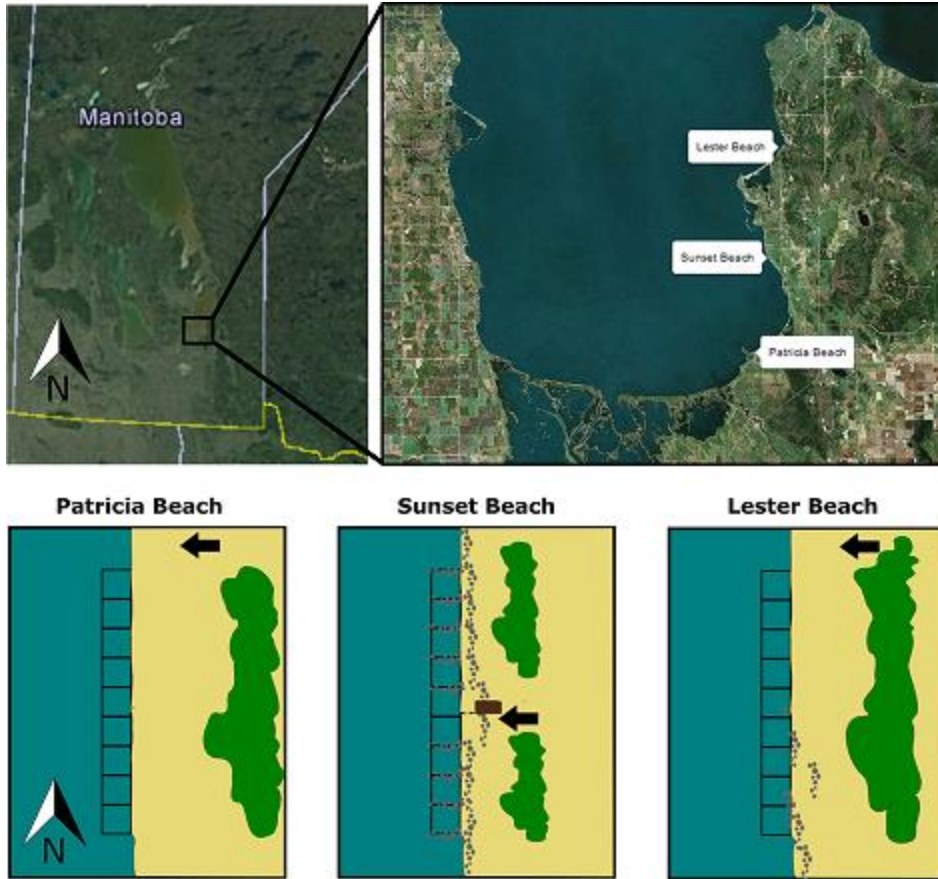 Manitoba
N
Lester Beach
Sunset Beach
Patricia Beach
Patricia Beach
Sunset Beach
Lester Beach
N